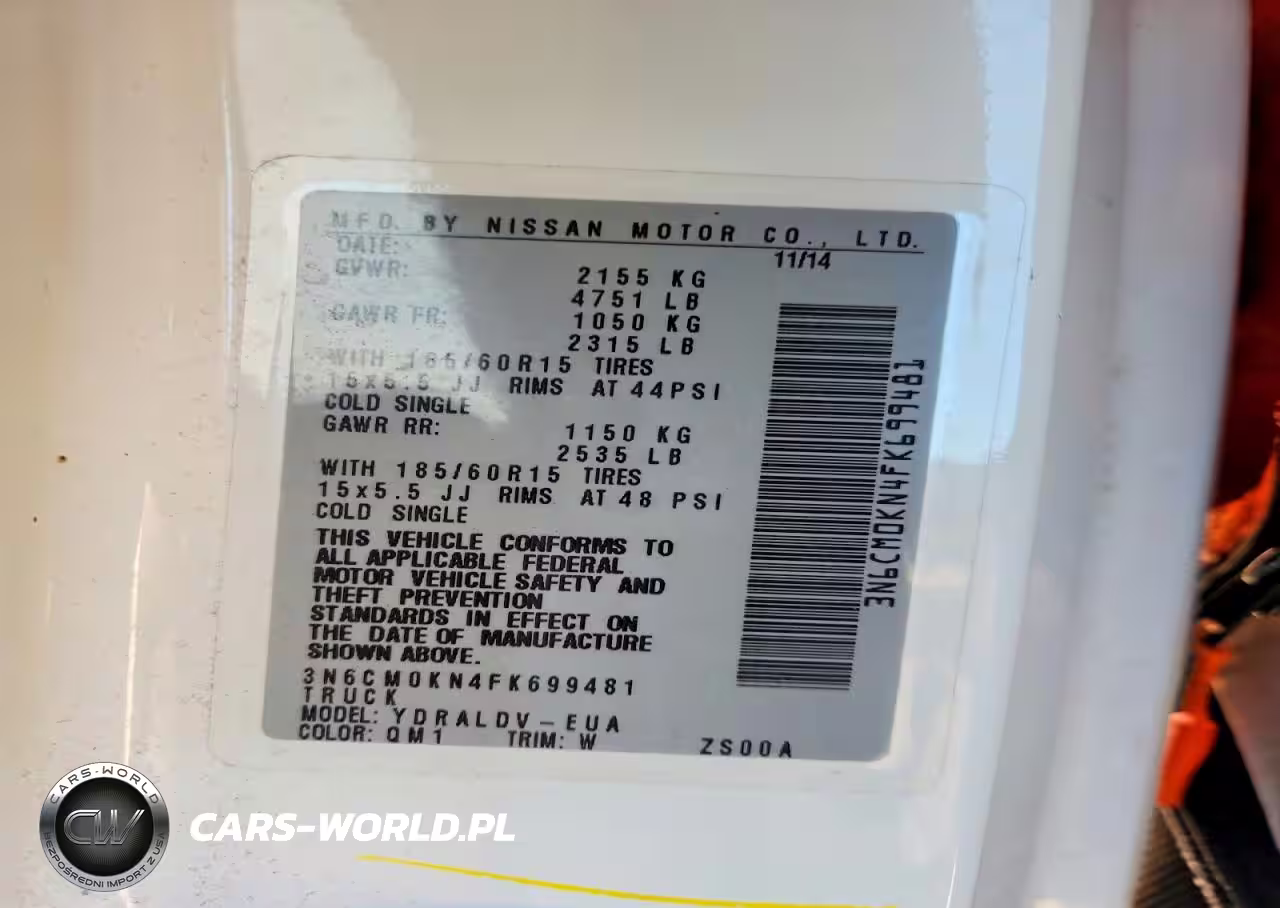 MFD. BY NISSAN MOTOR CO., LTD.
DATE: 11/14
GVWR: 2155 KG
4751 LB
GAWR FR: 1050 KG
2315 LB
WITH 185/60R15 TIRES
15x5.5 JJ RIMS AT 44PSI
COLD SINGLE
GAWR RR: 1150 KG
2535 LB
WITH 185/60R15 TIRES
15x5.5 JJ RIMS AT 48 PSI
COLD SINGLE
THIS VEHICLE CONFORMS TO
ALL APPLICABLE FEDERAL
MOTOR VEHICLE SAFETY AND
THEFT PREVENTION
STANDARDS IN EFFECT ON
THE DATE OF MANUFACTURE
SHOWN ABOVE.
3N6CM0KN4FK699481
TRUCK
MODEL: YDRALDV-EUA
COLOR: QM1 TRIM: W ZS00A
3N6CM0KN4FK699481
CARS-WORLD
CW
BEZPOŚREDNI IMPORT Z USA
CARS-WORLD.PL